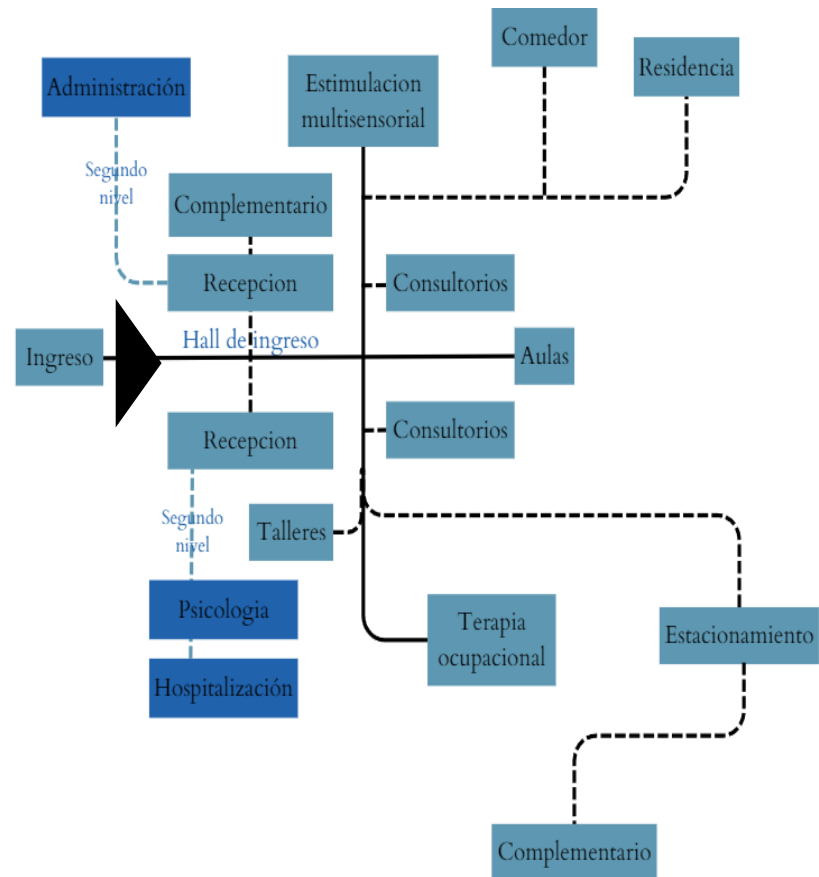 Comedor
Residencia
Administración
Estimulacion
multisensorial
Segundo
nivel
Complementario
Recepcion
Consultorios
Hall de ingreso
Ingreso
Aulas
Recepcion
Consultorios
Segundo
nivel
Talleres
Psicologia
Terapia
ocupacional
Estacionamiento
Hospitalización
Complementario